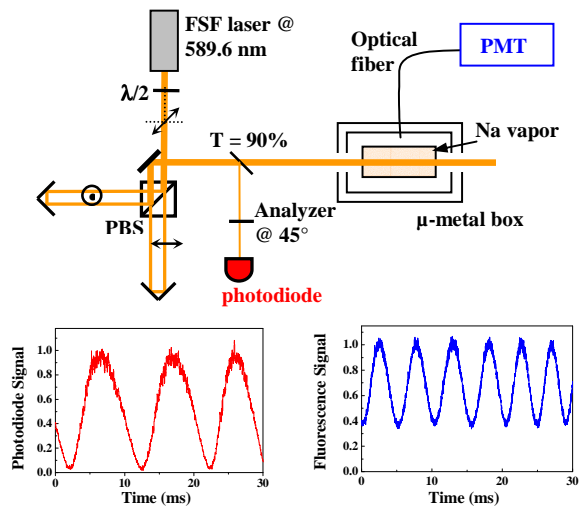 FSF laser @
589.6 nm
λ/2
Optical
fiber
PMT
T = 90%
Na vapor
PBS
Analyzer
@ 45°
μ-metal box
photodiode
Photodiode Signal
1.0
0.8
0.6
0.4
0.2
0.0
0
10
20
30
Time (ms)
Fluorescence Signal
1.0
0.8
0.6
0.4
0.2
0.0
0
5
10
15
20
25
30
Time (ms)